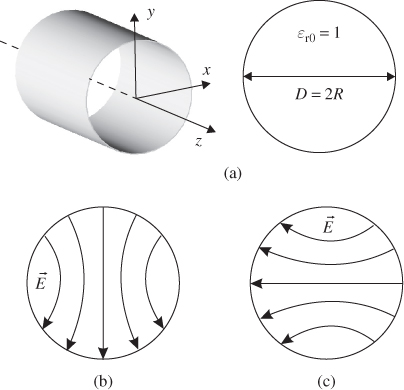 y
x
z
ε_r0 = 1
D = 2R
(a)
E⃗
E⃗
(b)
(c)